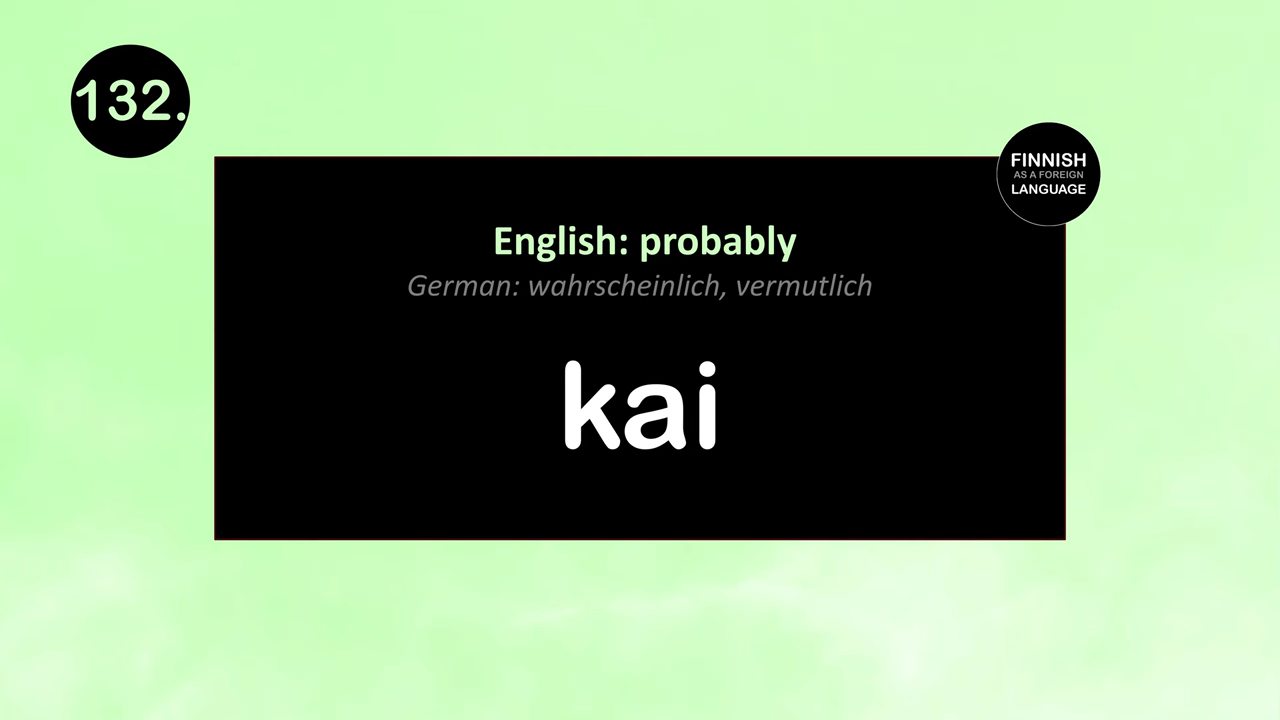 132.
FINNISH
AS A FOREIGN
LANGUAGE
English: probably
German: wahrscheinlich, vermutlich
kai